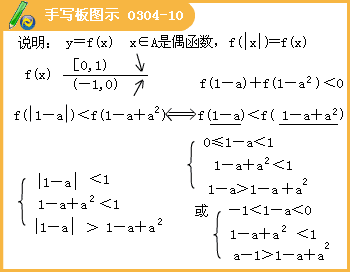 手写板图示 0304-10
说明: y=f(x) x∈A是偶函数, f(|x|)=f(x)
f(x) [0,1)
(-1,0)
f(1-a)+f(1-a²)<0
f(|1-a|)<f(1-a+a²)⟺f(1-a)<f( 1-a+a²)
0≤1-a<1
1-a+a²<1
1-a>1-a+a²
|1-a| <1
1-a+a²<1
|1-a| > 1-a+a²
或
-1<1-a<0
1-a+a² <1
a-1>1-a+a²